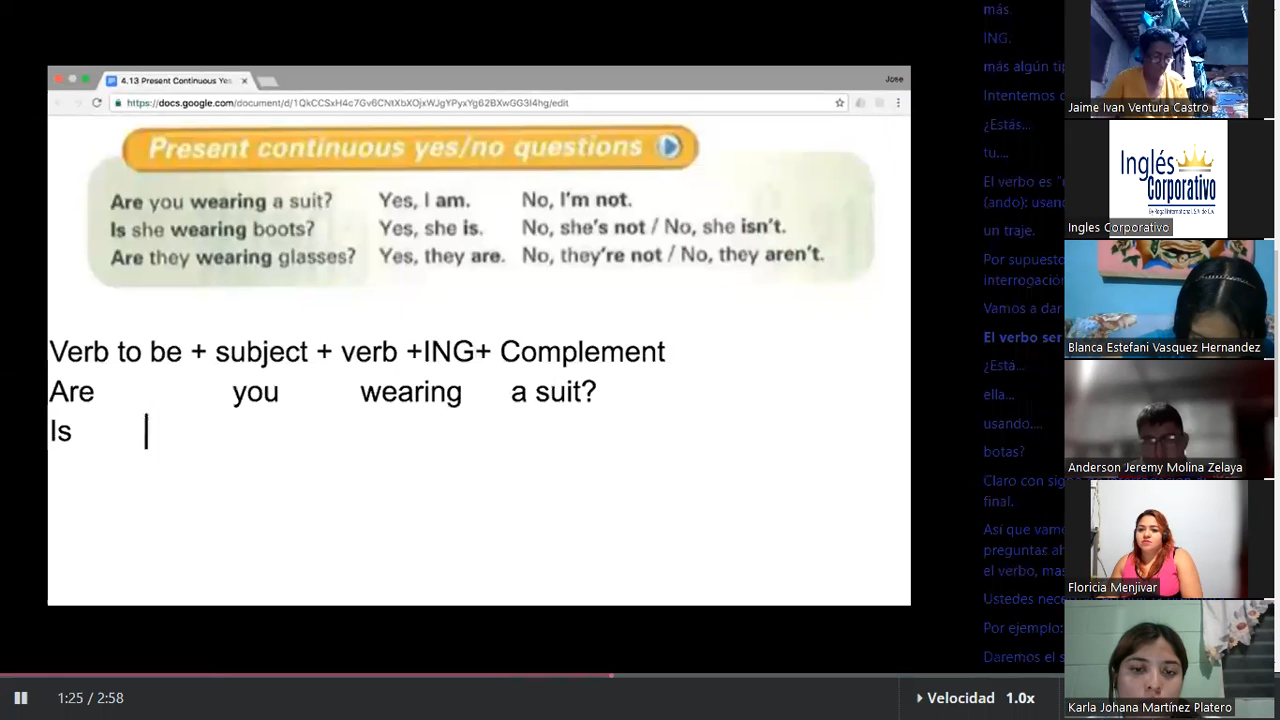 4.13 Present Continuous Yes
Jose
https://docs.google.com/document/d/1QkCCSxH4c7Gv6CNtXbXOjxWJgYPyxYg62BXwGG3I4hg/edit
Present continuous yes/no questions
Are you wearing a suit? Yes, I am. No, I'm not.
Is she wearing boots? Yes, she is. No, she's not / No, she isn't.
Are they wearing glasses? Yes, they are. No, they're not / No, they aren't.
Verb to be + subject + verb +ING+ Complement
Are you wearing a suit?
Is
1:25 / 2:58
Velocidad 1.0x
más.
ING.
más algún tip
Intentemos
¿Estás...
tu....
El verbo es
(ando): usand
un traje.
Por supuesto
interrogación
Vamos a dar
El verbo ser
¿Está...
ella...
usando....
botas?
Claro con
final.
Así que vamo
preguntas
el verbo, mas
Ustedes nece
Por ejemplo:
Daremos el s
Jaime Ivan Ventura Castro
Inglés
Corporativo
Ingles Corporativo
Blanca Estefani Vasquez Hernandez
Anderson Jeremy Molina Zelaya
Floricia Menjivar
Karla Johana Martínez Platero